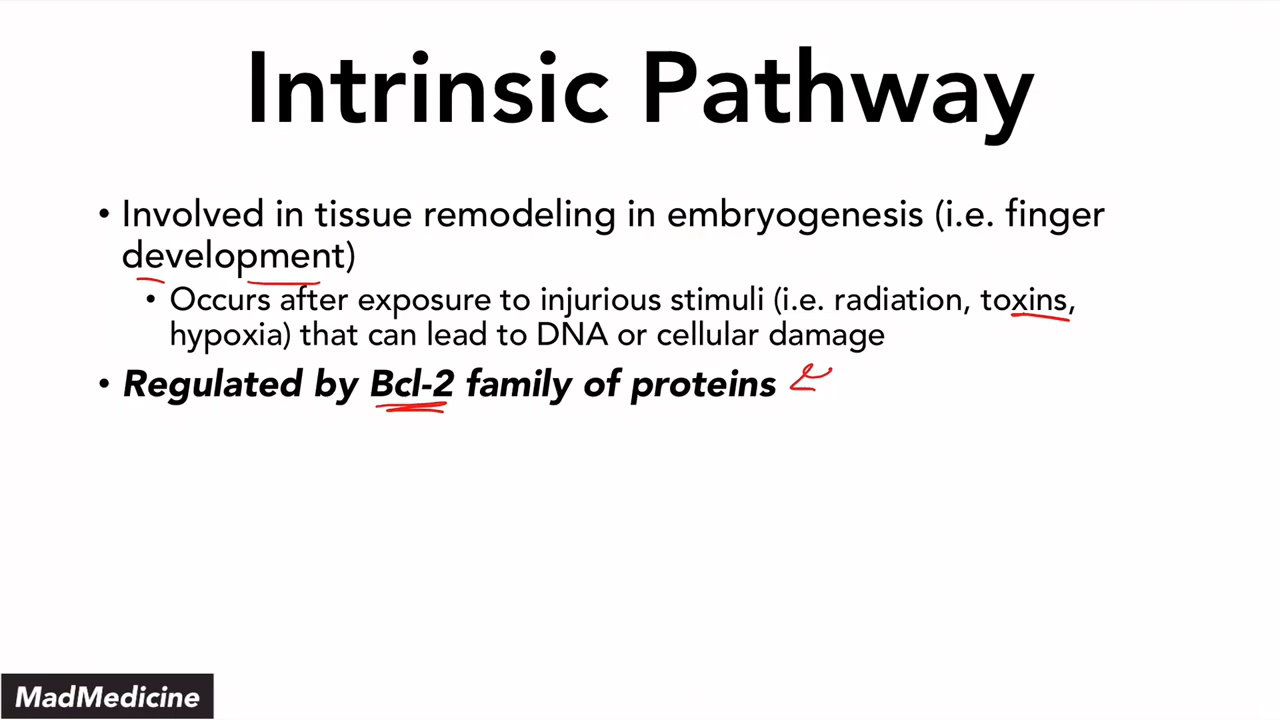 Intrinsic Pathway
• Involved in tissue remodeling in embryogenesis (i.e. finger
development)
• Occurs after exposure to injurious stimuli (i.e. radiation, toxins,
hypoxia) that can lead to DNA or cellular damage
• Regulated by Bcl-2 family of proteins
MadMedicine